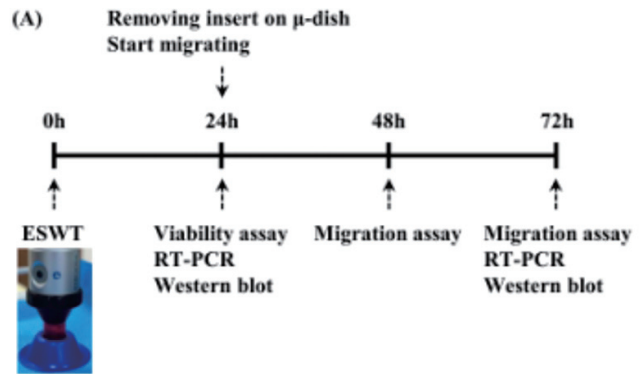 (A)
Removing insert on μ-dish
Start migrating
0h
24h
48h
72h
ESWT
Viability assay
RT-PCR
Western blot
Migration assay
Migration assay
RT-PCR
Western blot
e